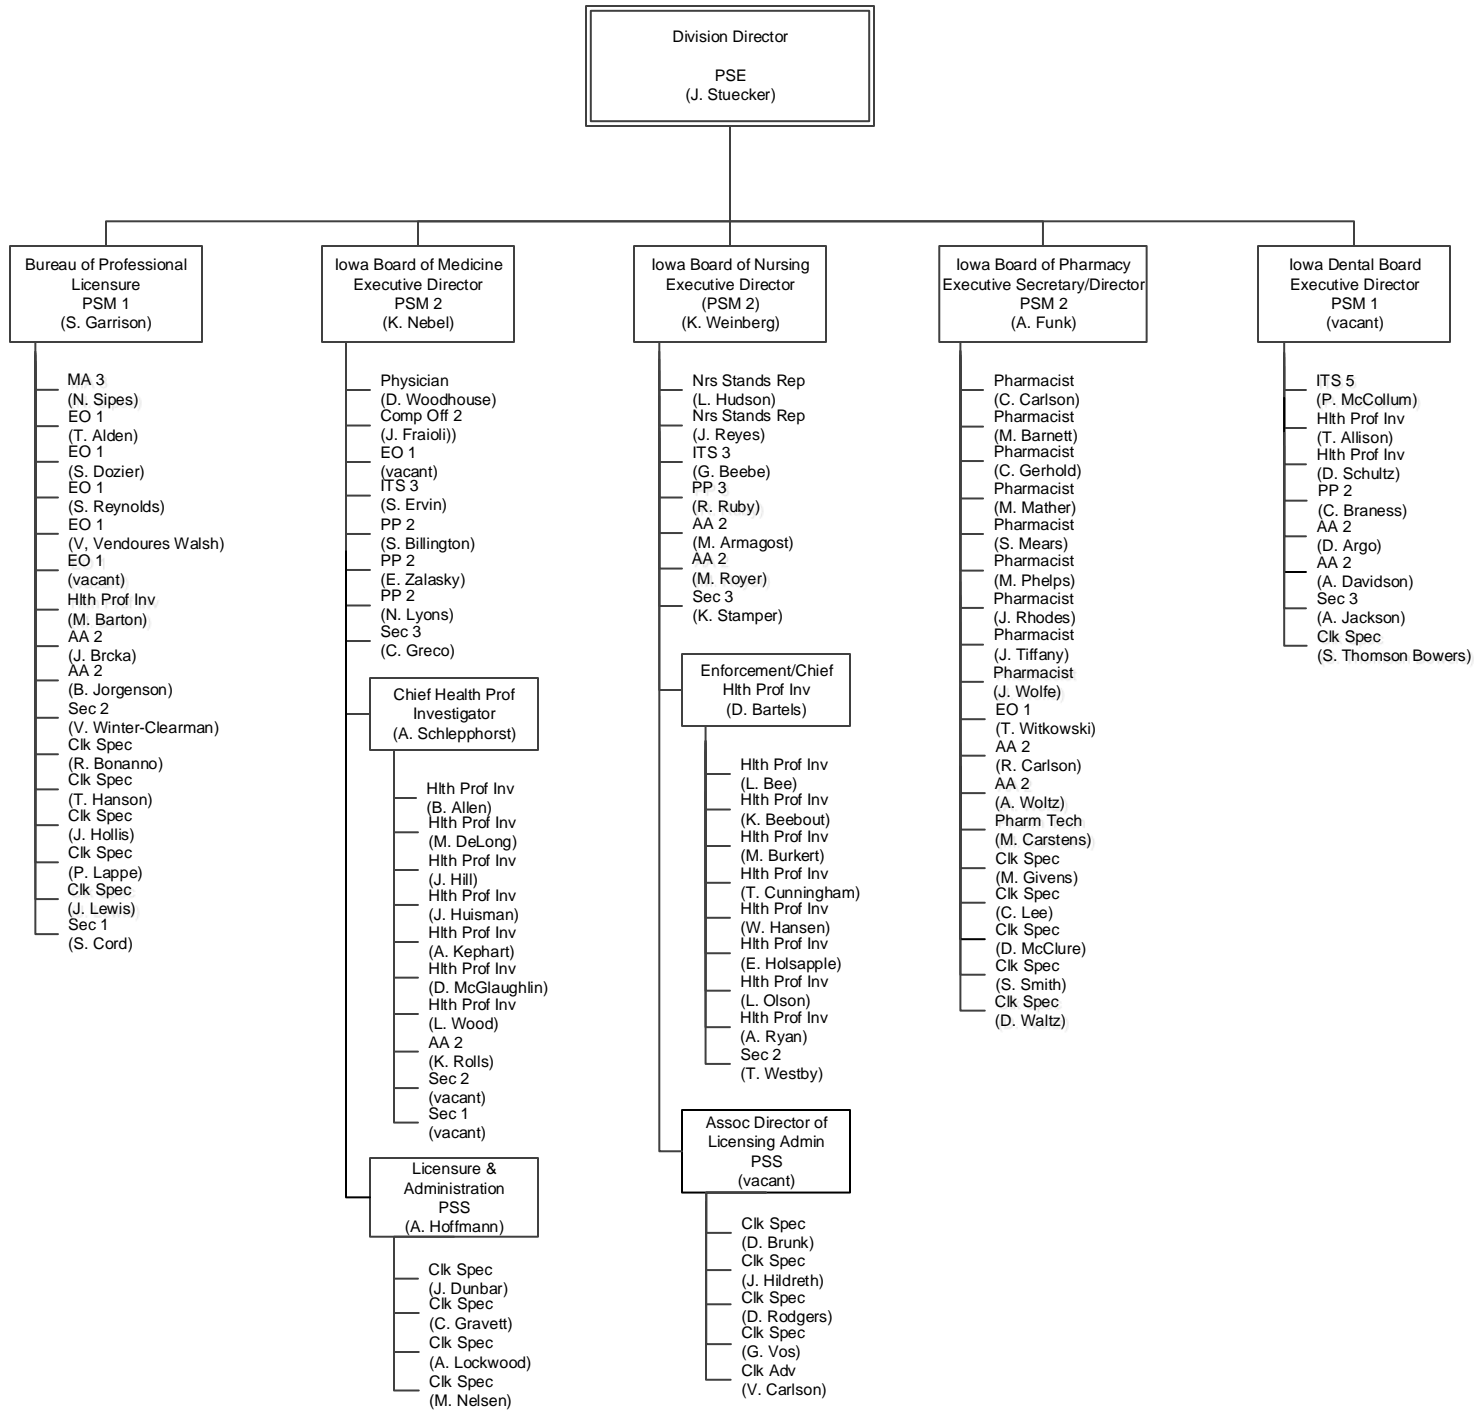 Division Director
PSE
(J. Stuecker)
Bureau of Professional
Licensure
PSM 1
(S. Garrison)
MA 3
(N. Sipes)
EO 1
(T. Alden)
EO 1
(S. Dozier)
EO 1
(S. Reynolds)
EO 1
(V, Vendoures Walsh)
EO 1
(vacant)
Hlth Prof Inv
(M. Barton)
AA 2
(J. Brcka)
AA 2
(B. Jorgenson)
Sec 2
(V. Winter-Clearman)
Clk Spec
(R. Bonanno)
Clk Spec
(T. Hanson)
Clk Spec
(J. Hollis)
Clk Spec
(P. Lappe)
Clk Spec
(J. Lewis)
Sec 1
(S. Cord)
Iowa Board of Medicine
Executive Director
PSM 2
(K. Nebel)
Physician
(D. Woodhouse)
Comp Off 2
(J. Fraioli))
EO 1
(vacant)
ITS 3
(S. Ervin)
PP 2
(S. Billington)
PP 2
(E. Zalasky)
PP 2
(N. Lyons)
Sec 3
(C. Greco)
Chief Health Prof
Investigator
(A. Schlepphorst)
Hlth Prof Inv
(B. Allen)
Hlth Prof Inv
(M. DeLong)
Hlth Prof Inv
(J. Hill)
Hlth Prof Inv
(J. Huisman)
Hlth Prof Inv
(A. Kephart)
Hlth Prof Inv
(D. McGlaughlin)
Hlth Prof Inv
(L. Wood)
AA 2
(K. Rolls)
Sec 2
(vacant)
Sec 1
(vacant)
Licensure &
Administration
PSS
(A. Hoffmann)
Clk Spec
(J. Dunbar)
Clk Spec
(C. Gravett)
Clk Spec
(A. Lockwood)
Clk Spec
(M. Nelsen)
Iowa Board of Nursing
Executive Director
(PSM 2)
(K. Weinberg)
Nrs Stands Rep
(L. Hudson)
Nrs Stands Rep
(J. Reyes)
ITS 3
(G. Beebe)
PP 3
(R. Ruby)
AA 2
(M. Armagost)
AA 2
(M. Royer)
Sec 3
(K. Stamper)
Enforcement/Chief
Hlth Prof Inv
(D. Bartels)
Hlth Prof Inv
(L. Bee)
Hlth Prof Inv
(K. Beebout)
Hlth Prof Inv
(M. Burkert)
Hlth Prof Inv
(T. Cunningham)
Hlth Prof Inv
(W. Hansen)
Hlth Prof Inv
(E. Holsapple)
Hlth Prof Inv
(L. Olson)
Hlth Prof Inv
(A. Ryan)
Sec 2
(T. Westby)
Assoc Director of
Licensing Admin
PSS
(vacant)
Clk Spec
(D. Brunk)
Clk Spec
(J. Hildreth)
Clk Spec
(D. Rodgers)
Clk Spec
(G. Vos)
Clk Adv
(V. Carlson)
Iowa Board of Pharmacy
Executive Secretary/Director
PSM 2
(A. Funk)
Pharmacist
(C. Carlson)
Pharmacist
(M. Barnett)
Pharmacist
(C. Gerhold)
Pharmacist
(M. Mather)
Pharmacist
(S. Mears)
Pharmacist
(M. Phelps)
Pharmacist
(J. Rhodes)
Pharmacist
(J. Tiffany)
Pharmacist
(J. Wolfe)
EO 1
(T. Witkowski)
AA 2
(R. Carlson)
AA 2
(A. Woltz)
Pharm Tech
(M. Carstens)
Clk Spec
(M. Givens)
Clk Spec
(C. Lee)
Clk Spec
(D. McClure)
Clk Spec
(S. Smith)
Clk Spec
(D. Waltz)
Iowa Dental Board
Executive Director
PSM 1
(vacant)
ITS 5
(P. McCollum)
Hlth Prof Inv
(T. Allison)
Hlth Prof Inv
(D. Schultz)
PP 2
(C. Braness)
AA 2
(D. Argo)
AA 2
(A. Davidson)
Sec 3
(A. Jackson)
Clk Spec
(S. Thomson Bowers)